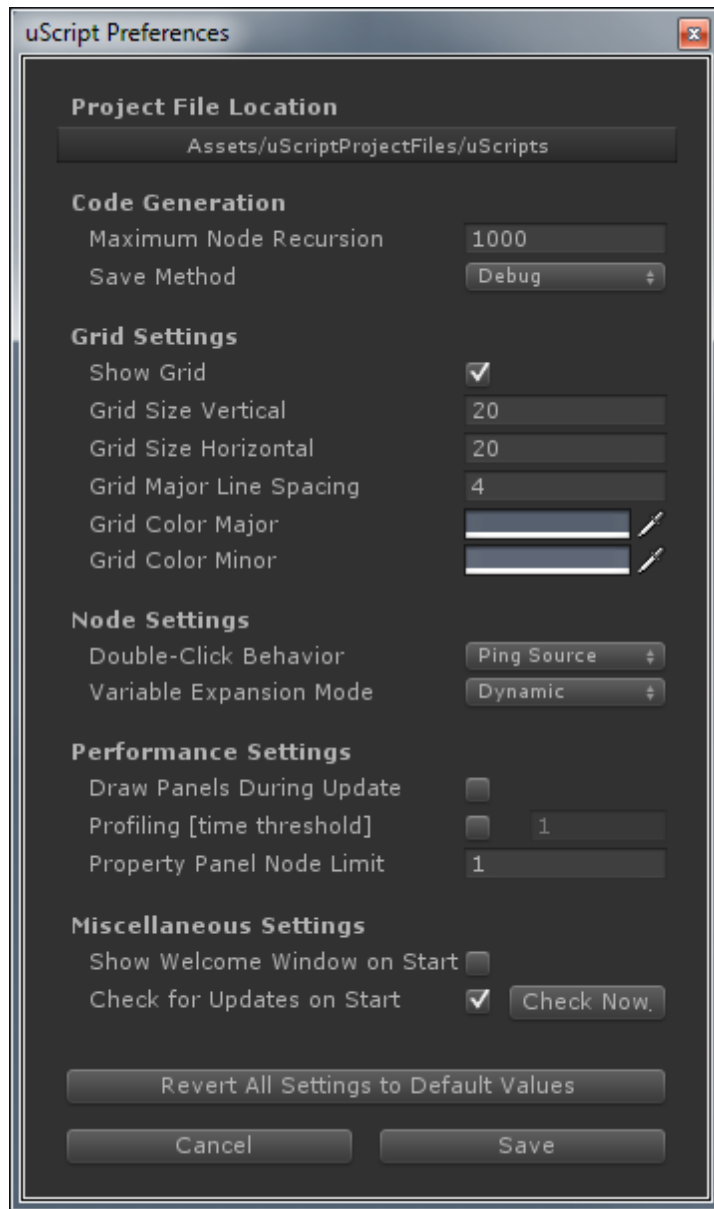 uScript Preferences
Project File Location
Assets/uScriptProjectFiles/uScripts
Code Generation
Maximum Node Recursion 1000
Save Method Debug
Grid Settings
Show Grid
Grid Size Vertical 20
Grid Size Horizontal 20
Grid Major Line Spacing 4
Grid Color Major
Grid Color Minor
Node Settings
Double-Click Behavior Ping Source
Variable Expansion Mode Dynamic
Performance Settings
Draw Panels During Update
Profiling [time threshold] 1
Property Panel Node Limit 1
Miscellaneous Settings
Show Welcome Window on Start
Check for Updates on Start Check Now.
Revert All Settings to Default Values
Cancel Save